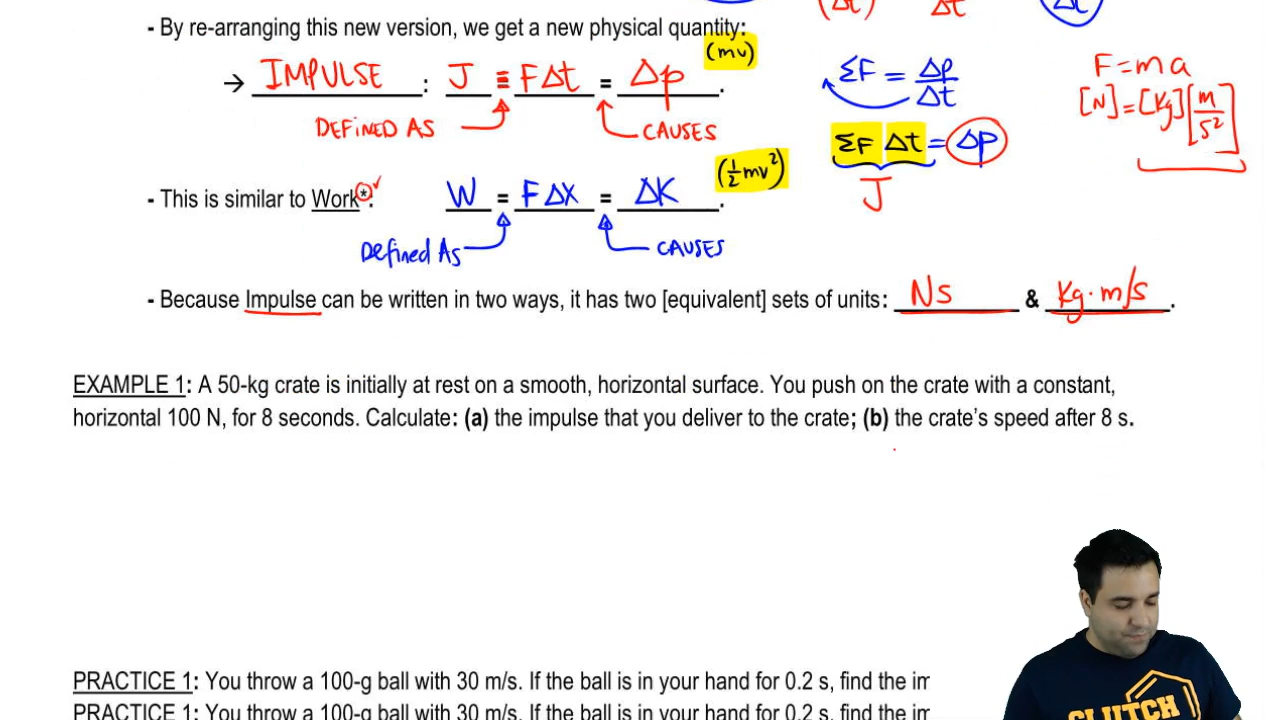 (Δt) Δt Δt
- By re-arranging this new version, we get a new physical quantity:
(mv)
→ IMPULSE : J ≡ FΔt = Δp .
DEFINED AS CAUSES
ΣF = Δp/Δt
ΣF Δt = Δp
J
F = ma
[N] = [Kg][m/s²]
(½mv²)
- This is similar to Work*: W = FΔx = ΔK .
Defined As CAUSES
- Because Impulse can be written in two ways, it has two [equivalent] sets of units: Ns & Kg·m/s .
EXAMPLE 1: A 50-kg crate is initially at rest on a smooth, horizontal surface. You push on the crate with a constant,
horizontal 100 N, for 8 seconds. Calculate: (a) the impulse that you deliver to the crate; (b) the crate's speed after 8 s.
PRACTICE 1: You throw a 100-g ball with 30 m/s. If the ball is in your hand for 0.2 s, find the im
PRACTICE 1: You throw a 100-g ball with 30 m/s. If the ball is in your hand for 0.2 s, find the im
CLUTCH